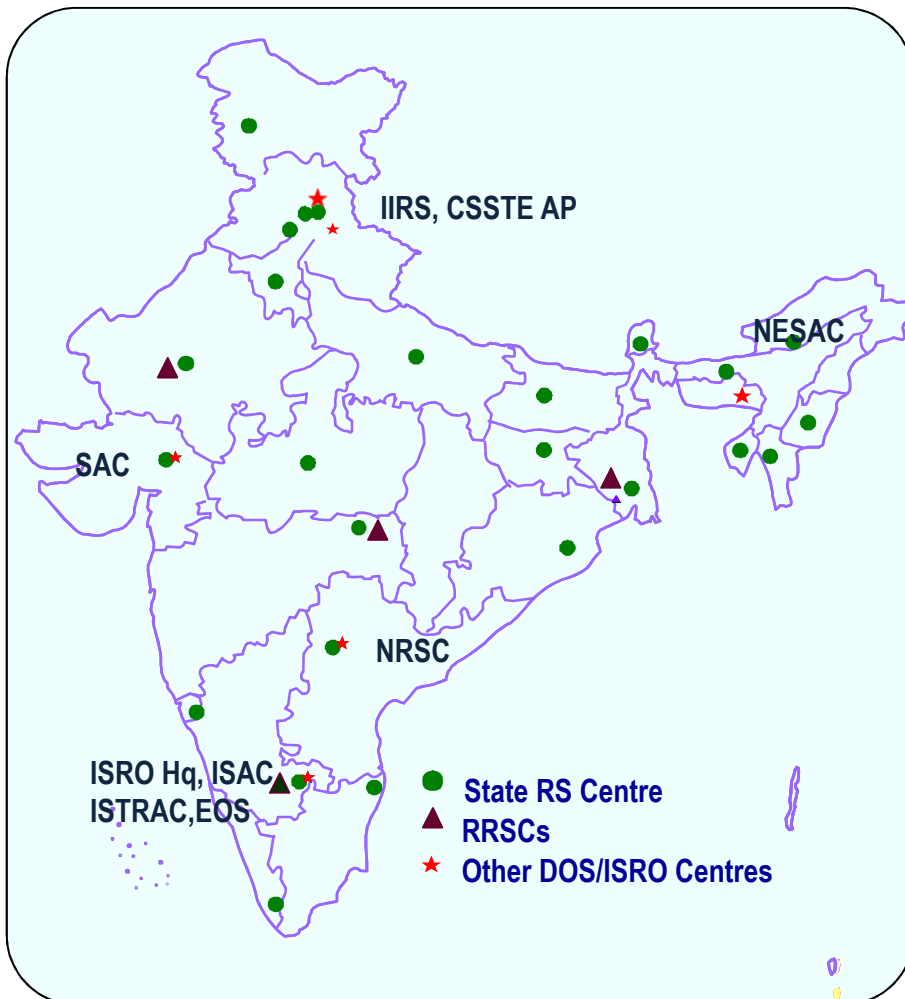 IIRS, CSSTE AP
NESAC
SAC
NRSC
ISRO Hq, ISAC
ISTRAC,EOS
State RS Centre
RRSCs
Other DOS/ISRO Centres